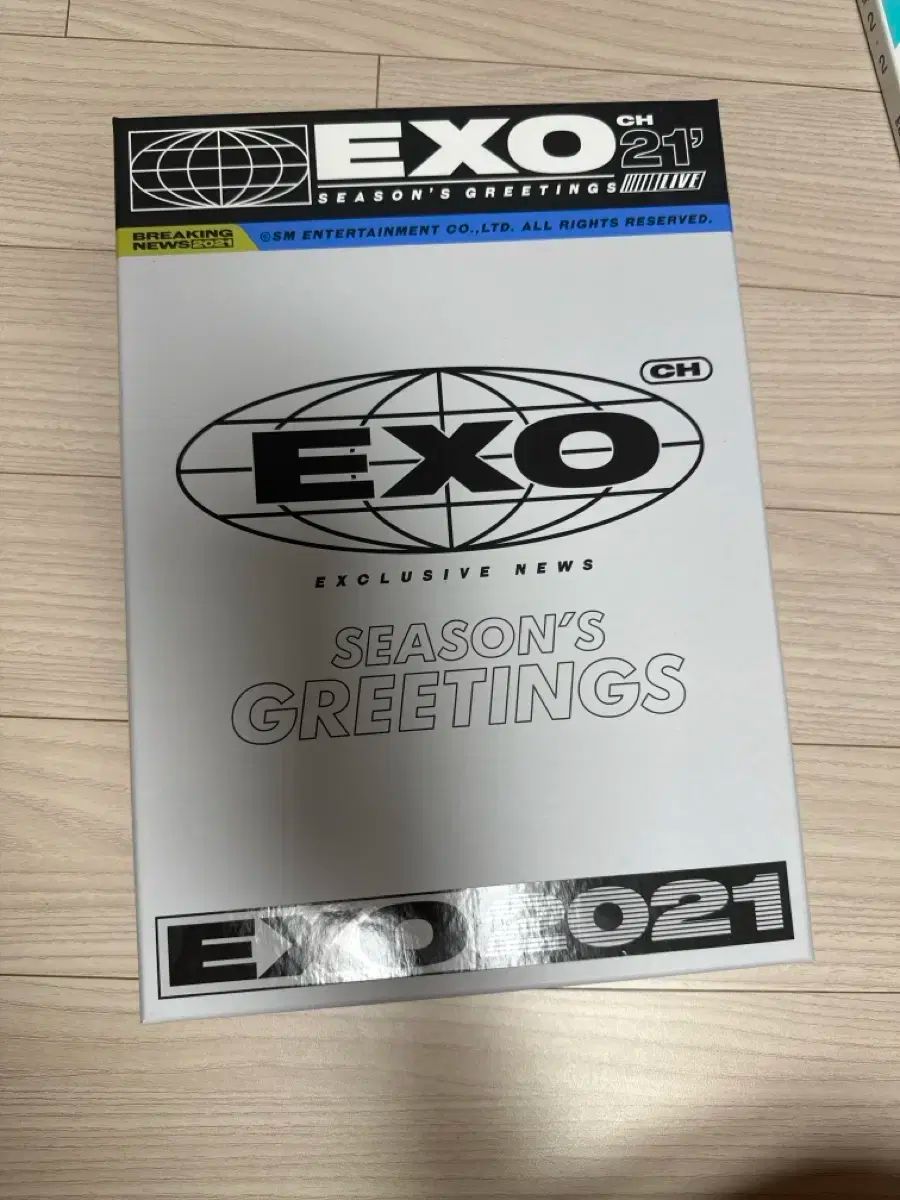 EXO CH 21'
SEASON'S GREETINGS LIVE
BREAKING NEWS 2021
©SM ENTERTAINMENT CO.,LTD. ALL RIGHTS RESERVED.
CH
EXO
EXCLUSIVE NEWS
SEASON'S
GREETINGS
EXO 2021